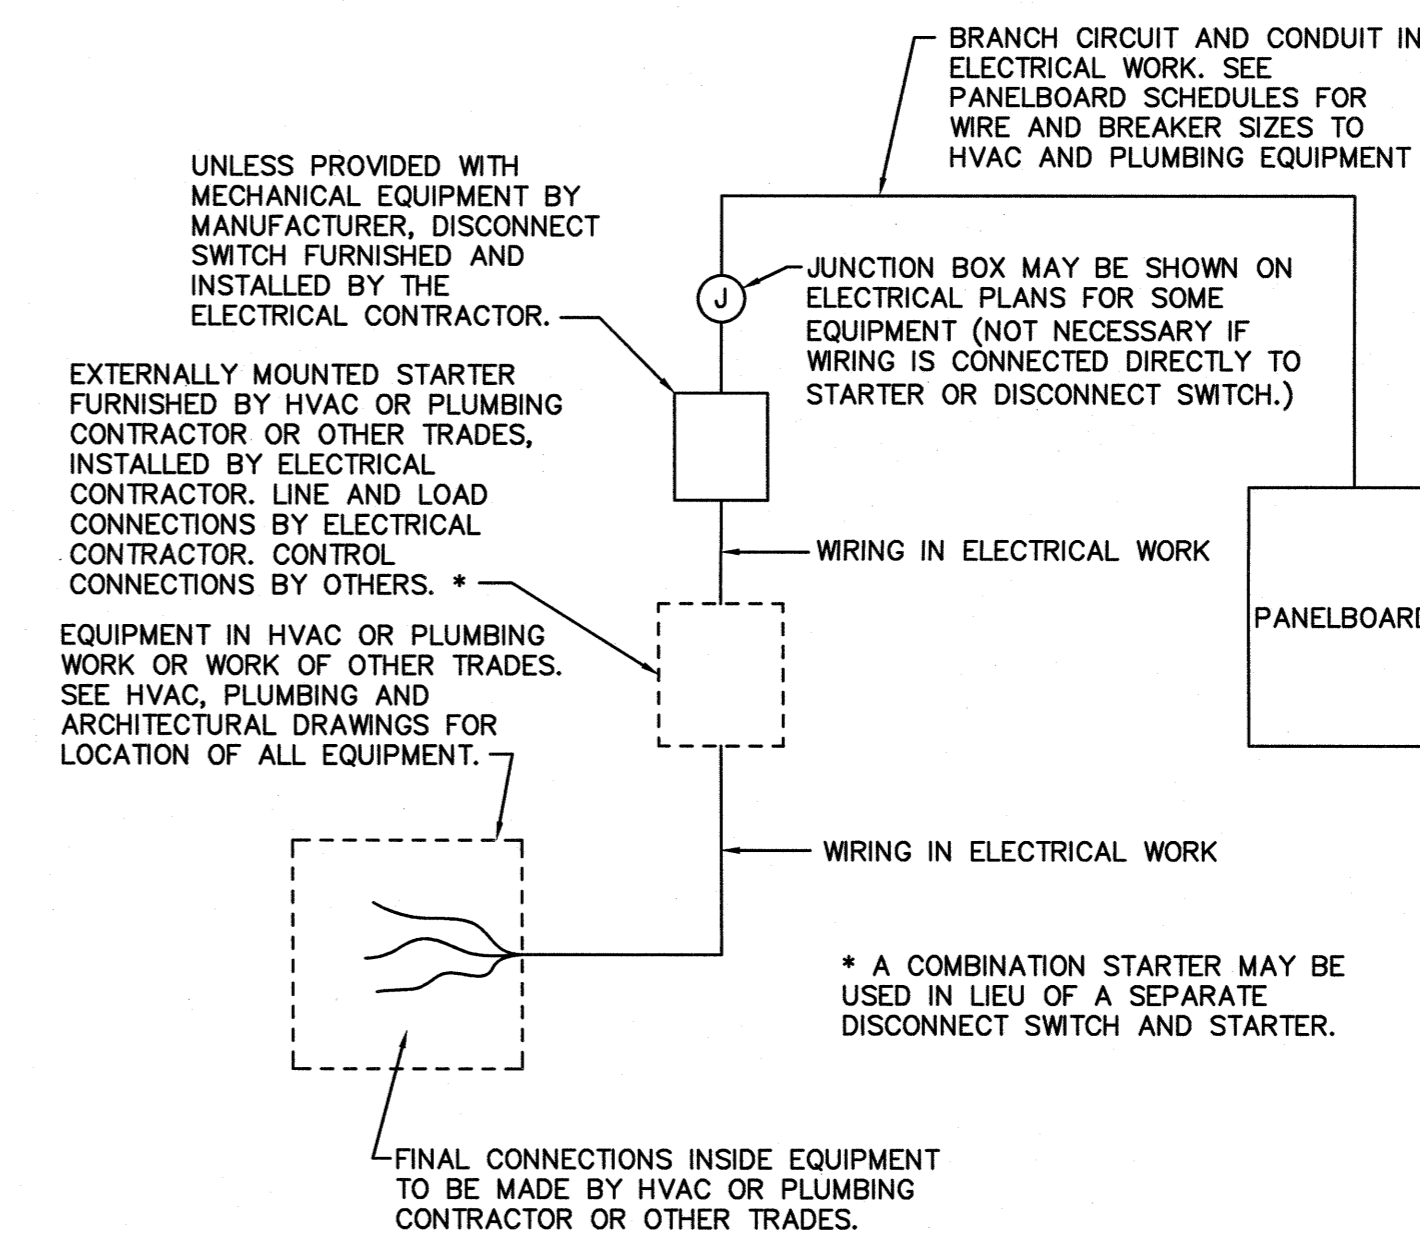 BRANCH CIRCUIT AND CONDUIT IN
ELECTRICAL WORK. SEE
PANELBOARD SCHEDULES FOR
WIRE AND BREAKER SIZES TO
HVAC AND PLUMBING EQUIPMENT
UNLESS PROVIDED WITH
MECHANICAL EQUIPMENT BY
MANUFACTURER, DISCONNECT
SWITCH FURNISHED AND
INSTALLED BY THE
ELECTRICAL CONTRACTOR.
J
JUNCTION BOX MAY BE SHOWN ON
ELECTRICAL PLANS FOR SOME
EQUIPMENT (NOT NECESSARY IF
WIRING IS CONNECTED DIRECTLY TO
STARTER OR DISCONNECT SWITCH.)
EXTERNALLY MOUNTED STARTER
FURNISHED BY HVAC OR PLUMBING
CONTRACTOR OR OTHER TRADES,
INSTALLED BY ELECTRICAL
CONTRACTOR. LINE AND LOAD
CONNECTIONS BY ELECTRICAL
CONTRACTOR. CONTROL
CONNECTIONS BY OTHERS. *
WIRING IN ELECTRICAL WORK
PANELBOARD
EQUIPMENT IN HVAC OR PLUMBING
WORK OR WORK OF OTHER TRADES.
SEE HVAC, PLUMBING AND
ARCHITECTURAL DRAWINGS FOR
LOCATION OF ALL EQUIPMENT.
WIRING IN ELECTRICAL WORK
* A COMBINATION STARTER MAY BE
USED IN LIEU OF A SEPARATE
DISCONNECT SWITCH AND STARTER.
FINAL CONNECTIONS INSIDE EQUIPMENT
TO BE MADE BY HVAC OR PLUMBING
CONTRACTOR OR OTHER TRADES.